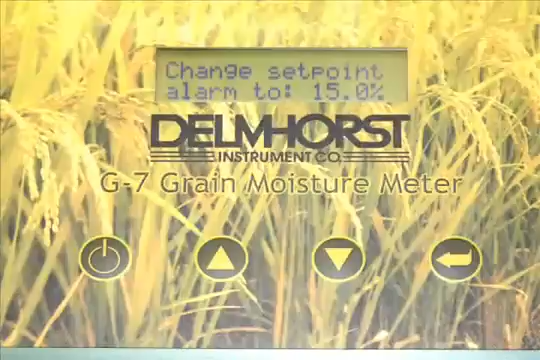 Change setpoint
alarm to: 15.0%
DELMHORST
INSTRUMENT CO.
G-7 Grain Moisture Meter